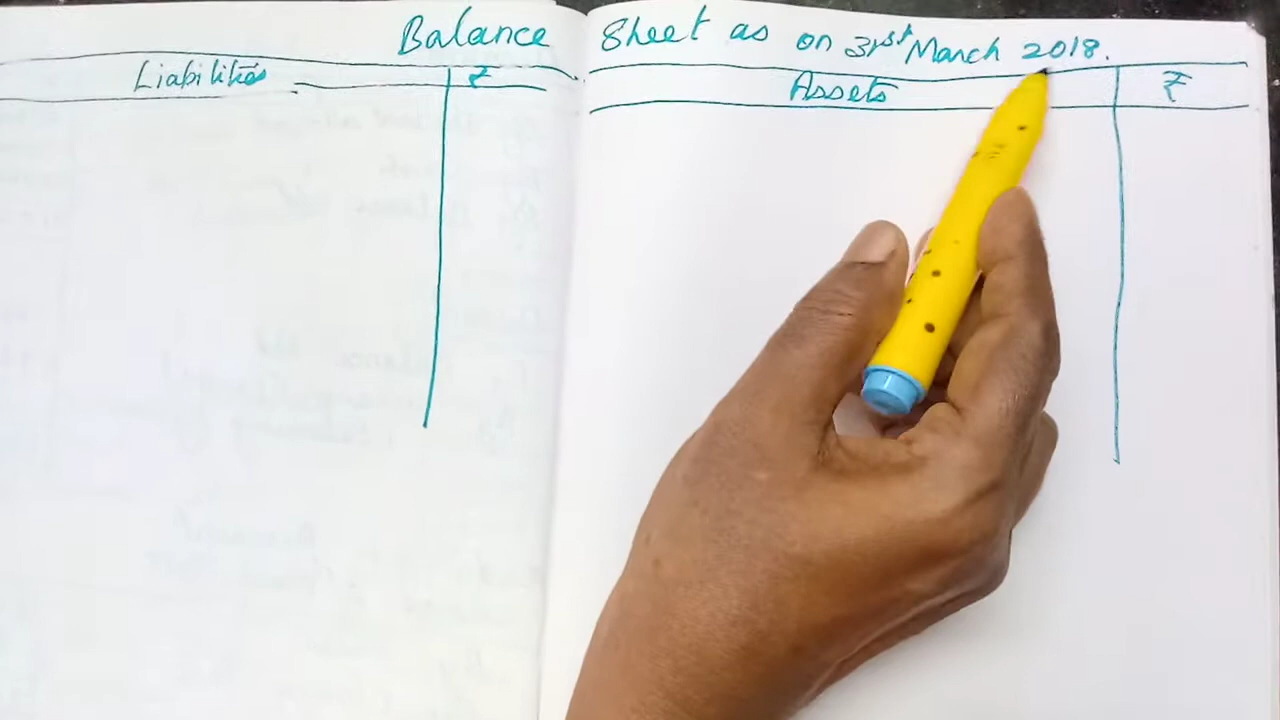 Balance Sheet as on 31st March 2018.
Liabilities ₹ Assets ₹